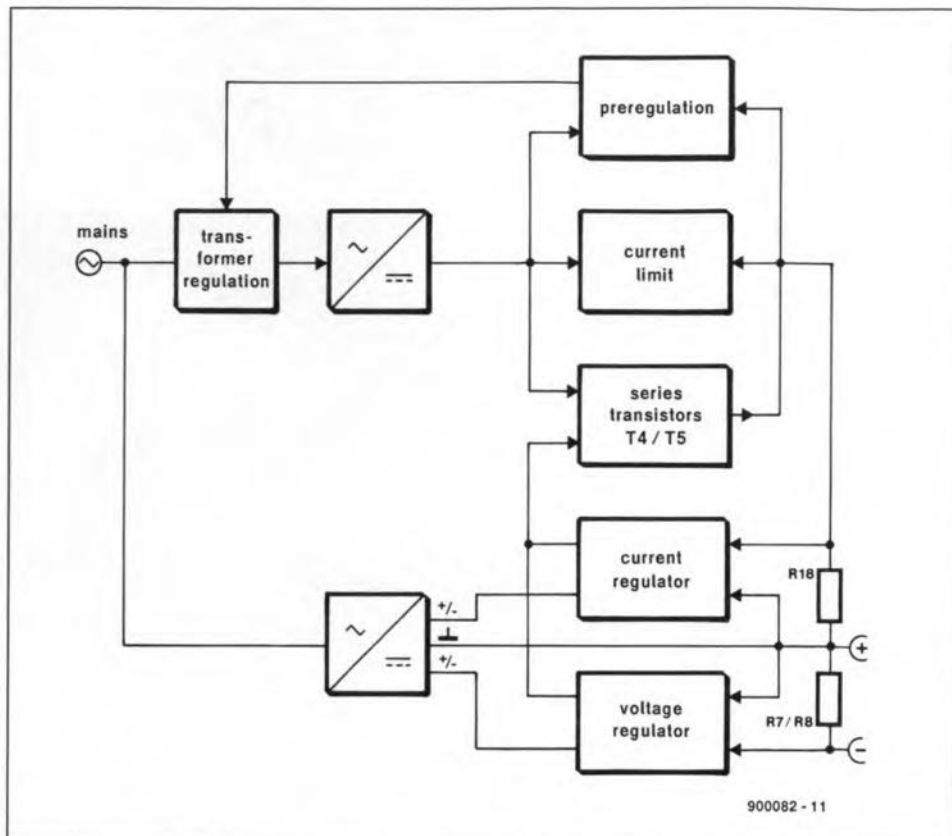 preregulation
mains
trans-
former
regulation
current
limit
series
transistors
T4 / T5
current
regulator
R18
+/-
+/-
voltage
regulator
R7/R8
+
−
900082 - 11